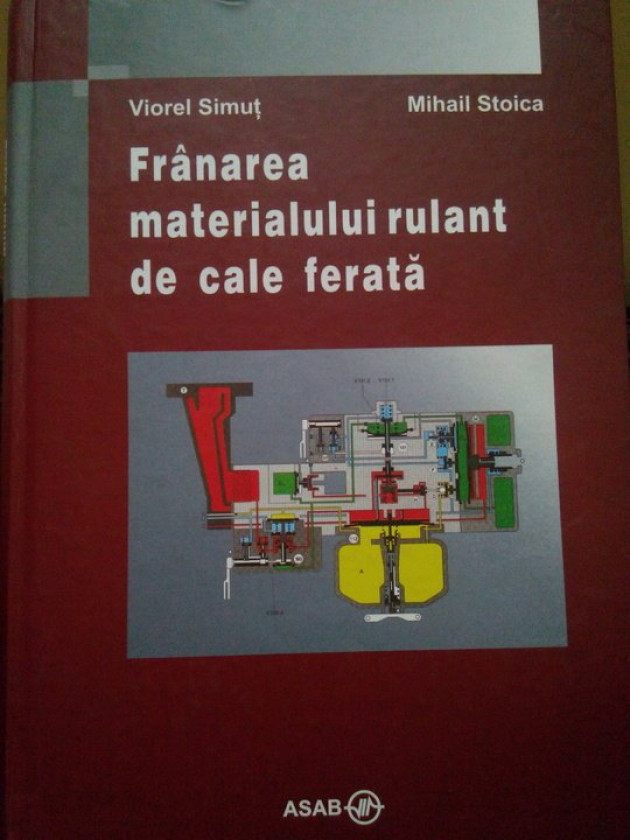 Viorel Simuț
Mihail Stoica
Frânarea
materialului rulant
de cale ferată
ASAB